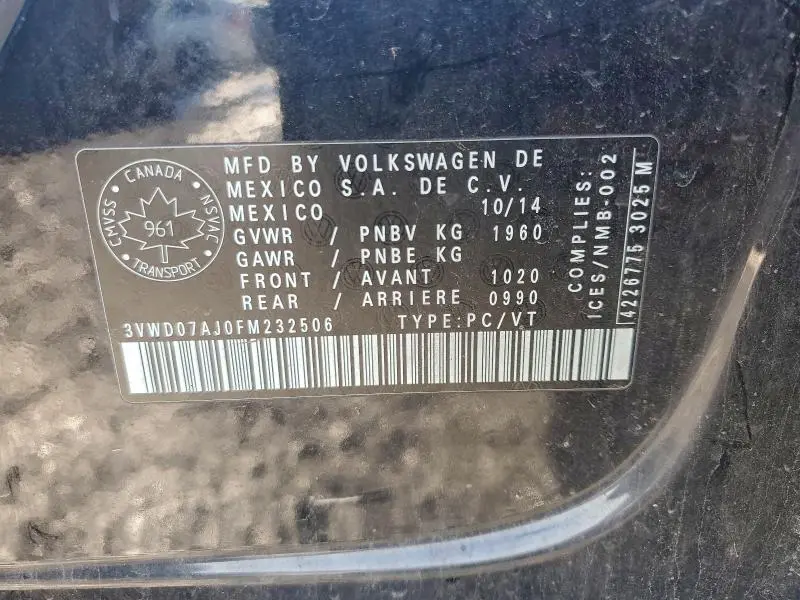 CANADA
CMVSS
NSVAC
961
TRANSPORT
MFD BY VOLKSWAGEN DE
MEXICO S.A. DE C.V.
MEXICO 10/14
GVWR / PNBV KG 1960
GAWR / PNBE KG
FRONT / AVANT 1020
REAR / ARRIERE 0990
3VWD07AJ0FM232506 TYPE:PC/VT
COMPLIES:
ICES/NMB-002
4226775 3025 M